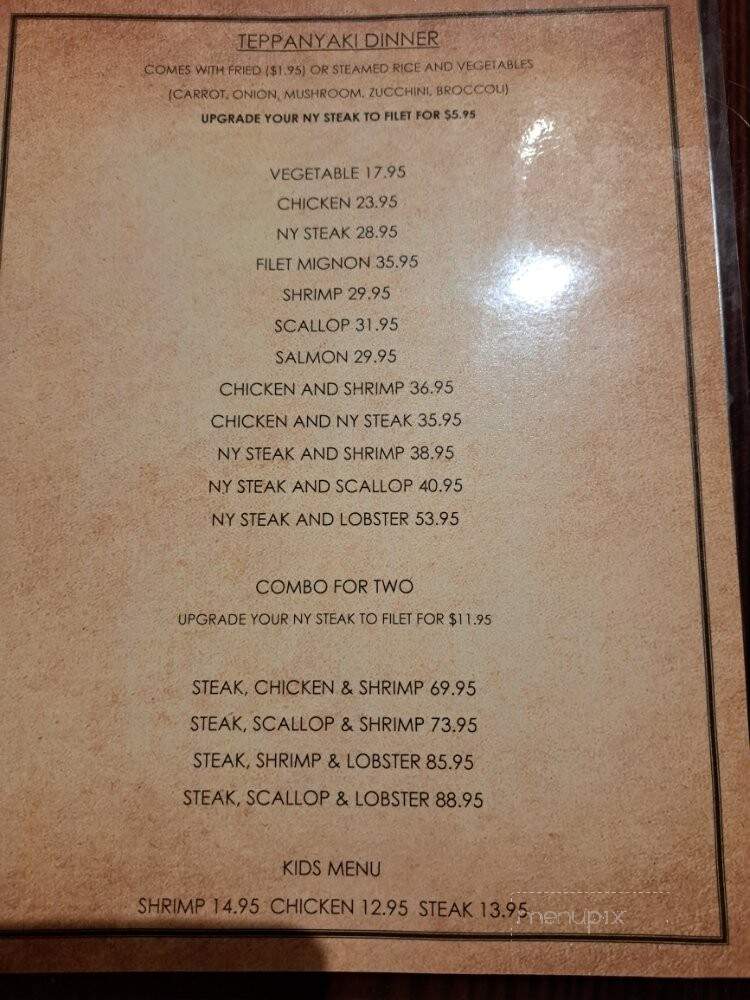 TEPPANYAKI DINNER
COMES WITH FRIED ($1.95) OR STEAMED RICE AND VEGETABLES
(CARROT, ONION, MUSHROOM, ZUCCHINI, BROCCOLI)
UPGRADE YOUR NY STEAK TO FILET FOR $5.95
VEGETABLE 17.95
CHICKEN 23.95
NY STEAK 28.95
FILET MIGNON 35.95
SHRIMP 29.95
SCALLOP 31.95
SALMON 29.95
CHICKEN AND SHRIMP 36.95
CHICKEN AND NY STEAK 35.95
NY STEAK AND SHRIMP 38.95
NY STEAK AND SCALLOP 40.95
NY STEAK AND LOBSTER 53.95
COMBO FOR TWO
UPGRADE YOUR NY STEAK TO FILET FOR $11.95
STEAK, CHICKEN & SHRIMP 69.95
STEAK, SCALLOP & SHRIMP 73.95
STEAK, SHRIMP & LOBSTER 85.95
STEAK, SCALLOP & LOBSTER 88.95
KIDS MENU
SHRIMP 14.95 CHICKEN 12.95 STEAK 13.95
menupix